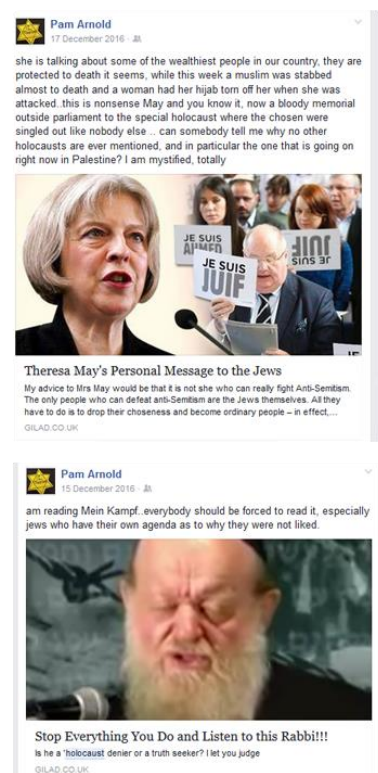 Pam Arnold
17 December 2016
she is talking about some of the wealthiest people in our country, they are
protected to death it seems, while this week a muslim was stabbed
almost to death and a woman had her hijab torn off her when she was
attacked..this is nonsense May and you know it, now a bloody memorial
outside parliament to the special holocaust where the chosen were
singled out like nobody else .. can somebody tell me why no other
holocausts are ever mentioned, and in particular the one that is going on
right now in Palestine? I am mystified, totally
JE SUIS
AHMED
JE SUIS
JUIF
JE SUIS
JUIF
Theresa May's Personal Message to the Jews
My advice to Mrs May would be that it is not she who can really fight Anti-Semitism.
The only people who can defeat anti-Semitism are the Jews themselves. All they
have to do is to drop their choseness and become ordinary people – in effect,...
GILAD.CO.UK
Pam Arnold
15 December 2016
am reading Mein Kampf..everybody should be forced to read it, especially
jews who have their own agenda as to why they were not liked.
Stop Everything You Do and Listen to this Rabbi!!!
Is he a 'holocaust denier or a truth seeker? I let you judge
GILAD.CO.UK